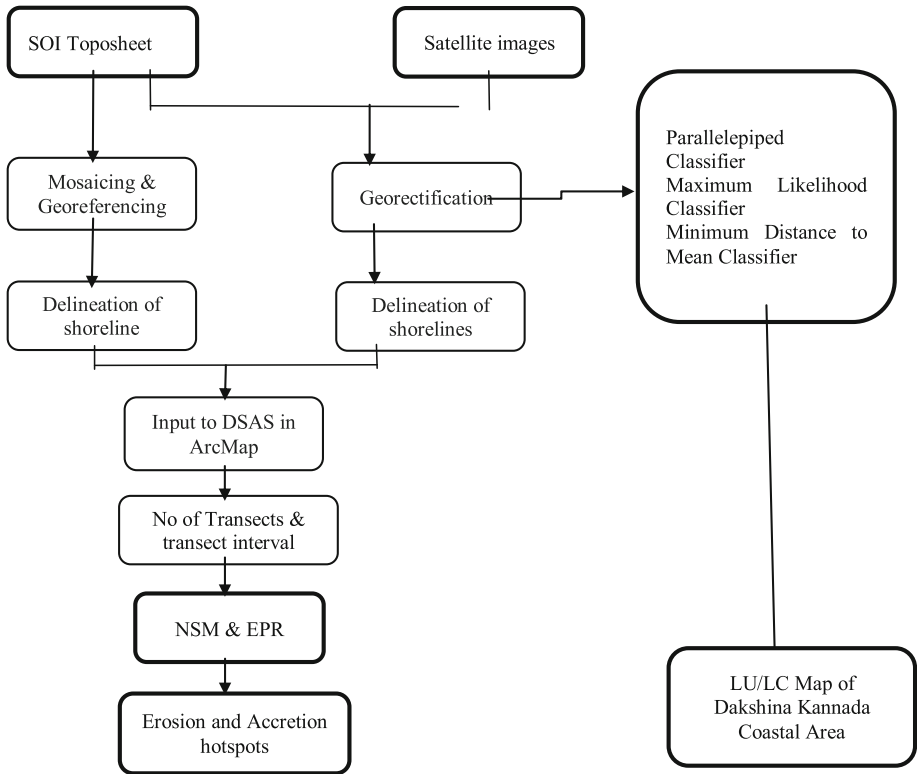 SOI Toposheet
Satellite images
Parallelepiped
Classifier
Maximum Likelihood
Classifier
Minimum Distance to
Mean Classifier
Mosaicing &
Georeferencing
Georectification
Delineation of
shoreline
Delineation of
shorelines
Input to DSAS in
ArcMap
No of Transects &
transect interval
NSM & EPR
Erosion and Accretion
hotspots
LU/LC Map of
Dakshina Kannada
Coastal Area